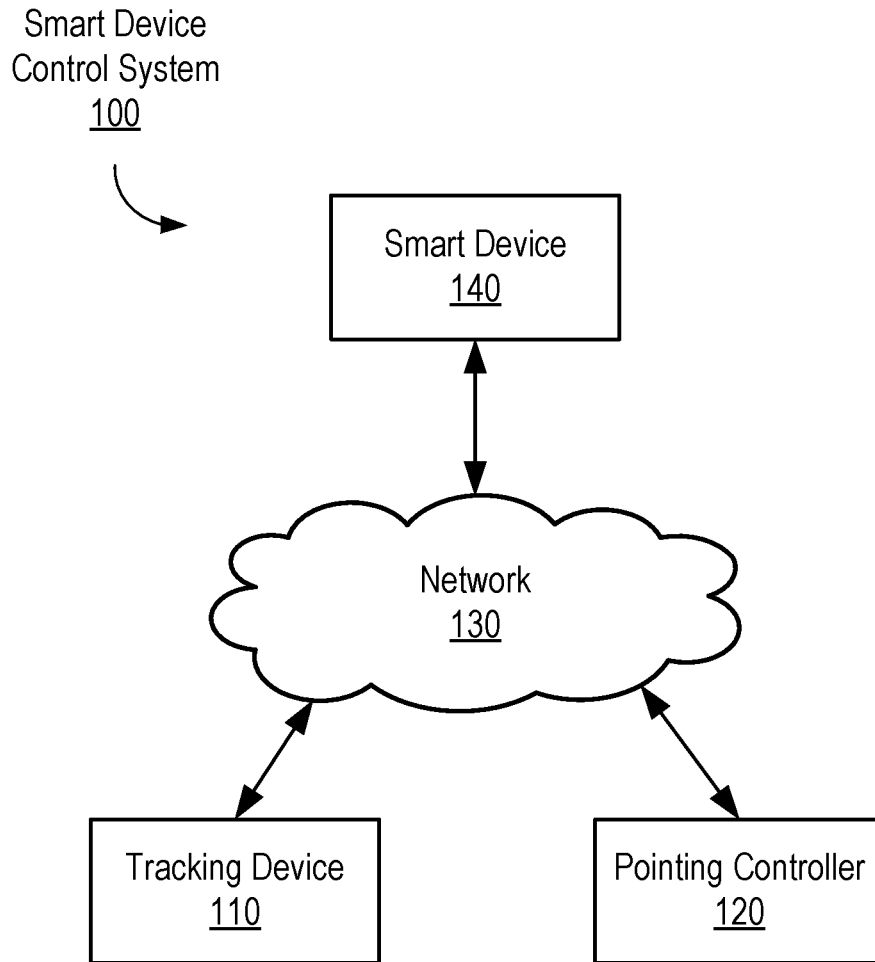 Smart Device
Control System
100
Smart Device
140
Network
130
Tracking Device
110
Pointing Controller
120